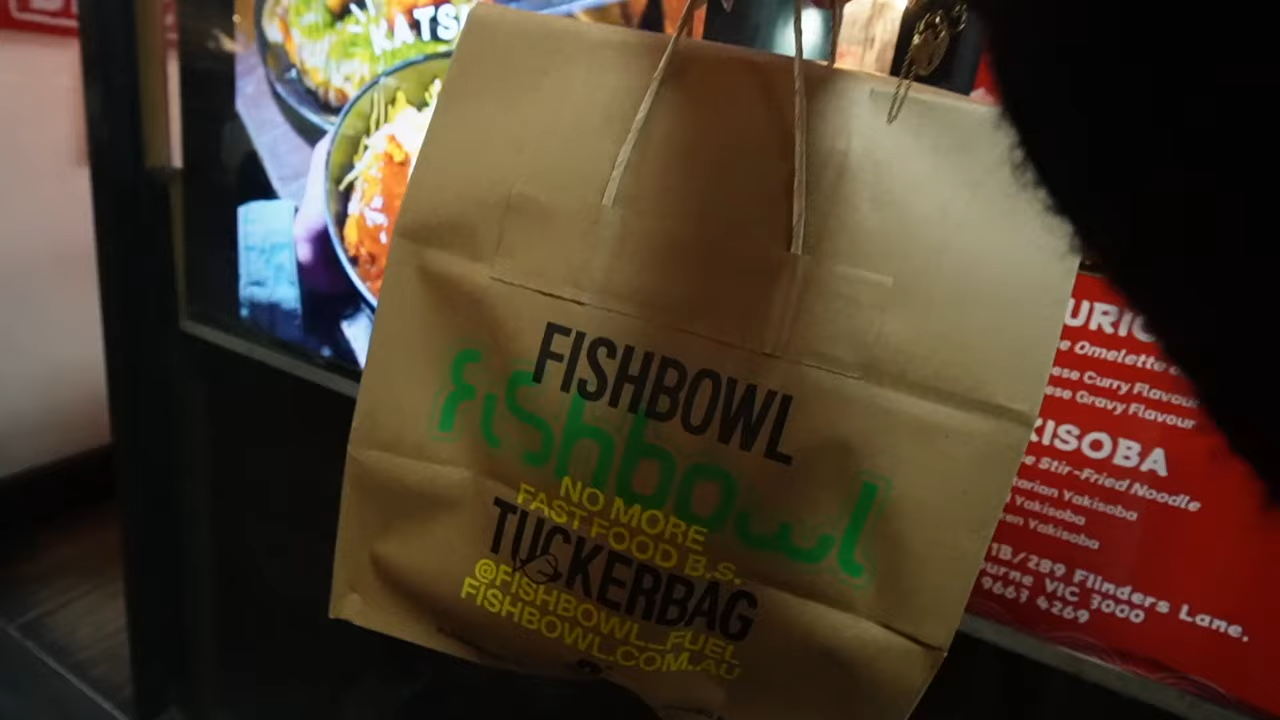 KATS
FISHBOWL
fishbowl
NO MORE
FAST FOOD B.S.
TUCKERBAG
@FISHBOWL_FUEL
FISHBOWL.COM.AU
URIC
e Omelette
ese Curry Flavour
ese Gravy Flavour
KISOBA
e Stir-Fried Noodle
tarian Yakisoba
Yakisoba
en Yakisoba
1B/289 Flinders Lane,
urne VIC 3000
9663 4269